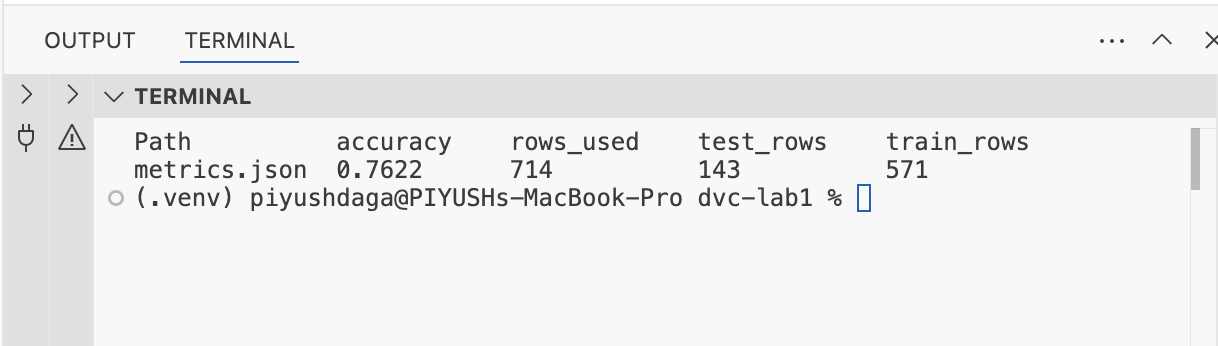 OUTPUT TERMINAL
TERMINAL
Path accuracy rows_used test_rows train_rows
metrics.json 0.7622 714 143 571
(.venv) piyushdaga@PIYUSHs-MacBook-Pro dvc-lab1 %